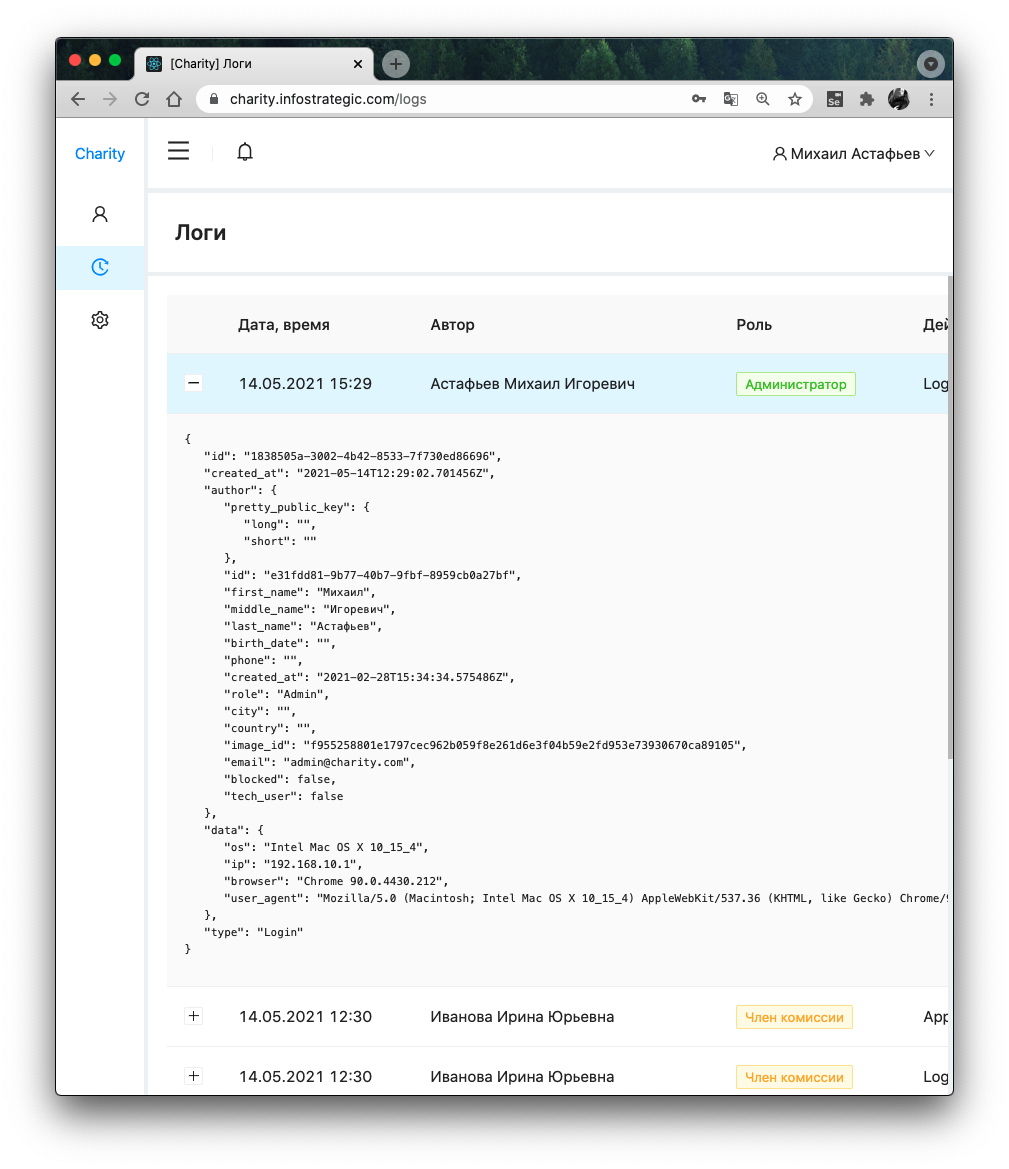 [Charity] Логи
charity.infostrategic.com/logs
Charity
Михаил Астафьев
Логи
Дата, время Автор Роль Дей
14.05.2021 15:29 Астафьев Михаил Игоревич Администратор Log
{
"id": "1838505a-3002-4b42-8533-7f730ed86696",
"created_at": "2021-05-14T12:29:02.701456Z",
"author": {
"pretty_public_key": {
"long": "",
"short": ""
},
"id": "e31fdd81-9b77-40b7-9fbf-8959cb0a27bf",
"first_name": "Михаил",
"middle_name": "Игоревич",
"last_name": "Астафьев",
"birth_date": "",
"phone": "",
"created_at": "2021-02-28T15:34:34.575486Z",
"role": "Admin",
"city": "",
"country": "",
"image_id": "f955258801e1797cec962b059f8e261d6e3f04b59e2fd953e73930670ca89105",
"email": "admin@charity.com",
"blocked": false,
"tech_user": false
},
"data": {
"os": "Intel Mac OS X 10_15_4",
"ip": "192.168.10.1",
"browser": "Chrome 90.0.4430.212",
"user_agent": "Mozilla/5.0 (Macintosh; Intel Mac OS X 10_15_4) AppleWebKit/537.36 (KHTML, like Gecko) Chrome/9
},
"type": "Login"
}
14.05.2021 12:30 Иванова Ирина Юрьевна Член комиссии App
14.05.2021 12:30 Иванова Ирина Юрьевна Член комиссии Log